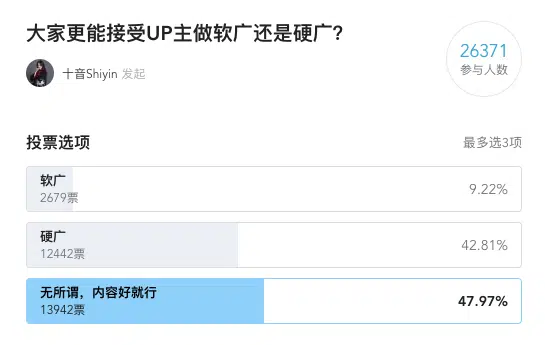 大家更能接受UP主做软广还是硬广?
26371
参与人数
十音Shiyin 发起
投票选项
最多选3项
软广
2679票
9.22%
硬广
12442票
42.81%
无所谓，内容好就行
13942票
47.97%